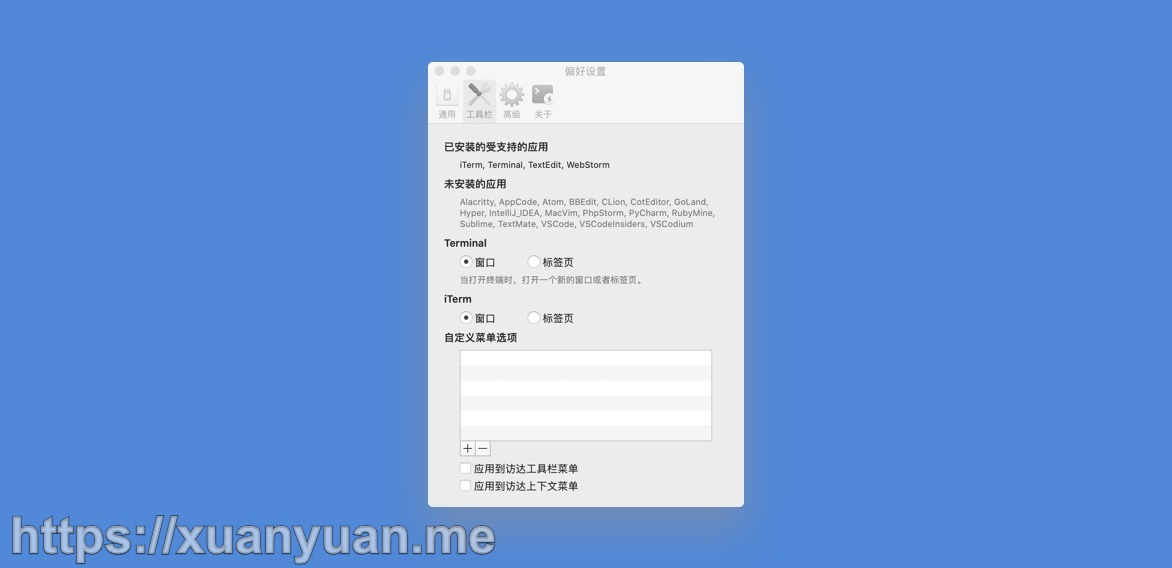 偏好设置
通用 工具栏 高级 关于
已安装的受支持的应用
iTerm, Terminal, TextEdit, WebStorm
未安装的应用
Alacritty, AppCode, Atom, BBEdit, CLion, CotEditor, GoLand,
Hyper, IntelliJ_IDEA, MacVim, PhpStorm, PyCharm, RubyMine,
Sublime, TextMate, VSCode, VSCodeInsiders, VSCodium
Terminal
窗口 标签页
当打开终端时，打开一个新的窗口或者标签页。
iTerm
窗口 标签页
自定义菜单选项
应用到访达工具栏菜单
应用到访达上下文菜单
https://xuanyuan.me